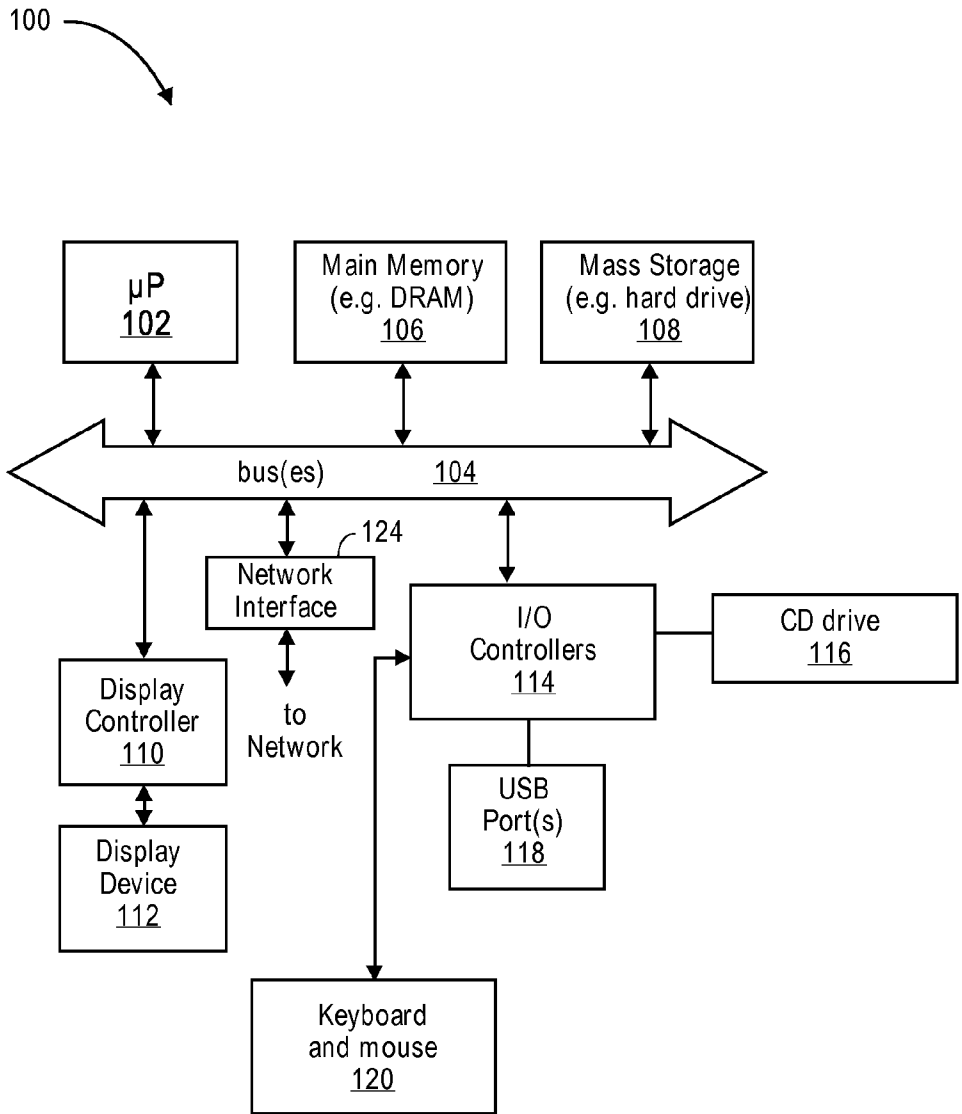 100
µP
102
Main Memory
(e.g. DRAM)
106
Mass Storage
(e.g. hard drive)
108
bus(es) 104
124
Network
Interface
to
Network
I/O
Controllers
114
CD drive
116
Display
Controller
110
USB
Port(s)
118
Display
Device
112
Keyboard
and mouse
120